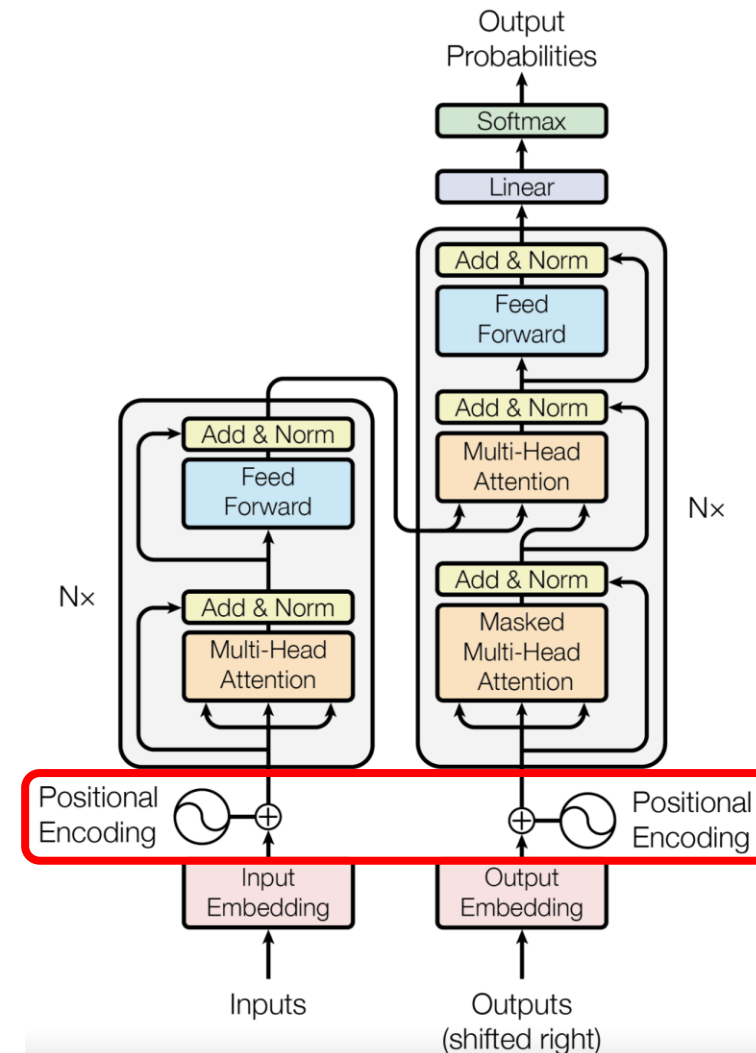 Output
Probabilities
Softmax
Linear
Add & Norm
Feed
Forward
Add & Norm
Multi-Head
Attention
Add & Norm
Masked
Multi-Head
Attention
N×
Add & Norm
Feed
Forward
Add & Norm
Multi-Head
Attention
N×
Positional
Encoding
Positional
Encoding
Input
Embedding
Output
Embedding
Inputs
Outputs
(shifted right)